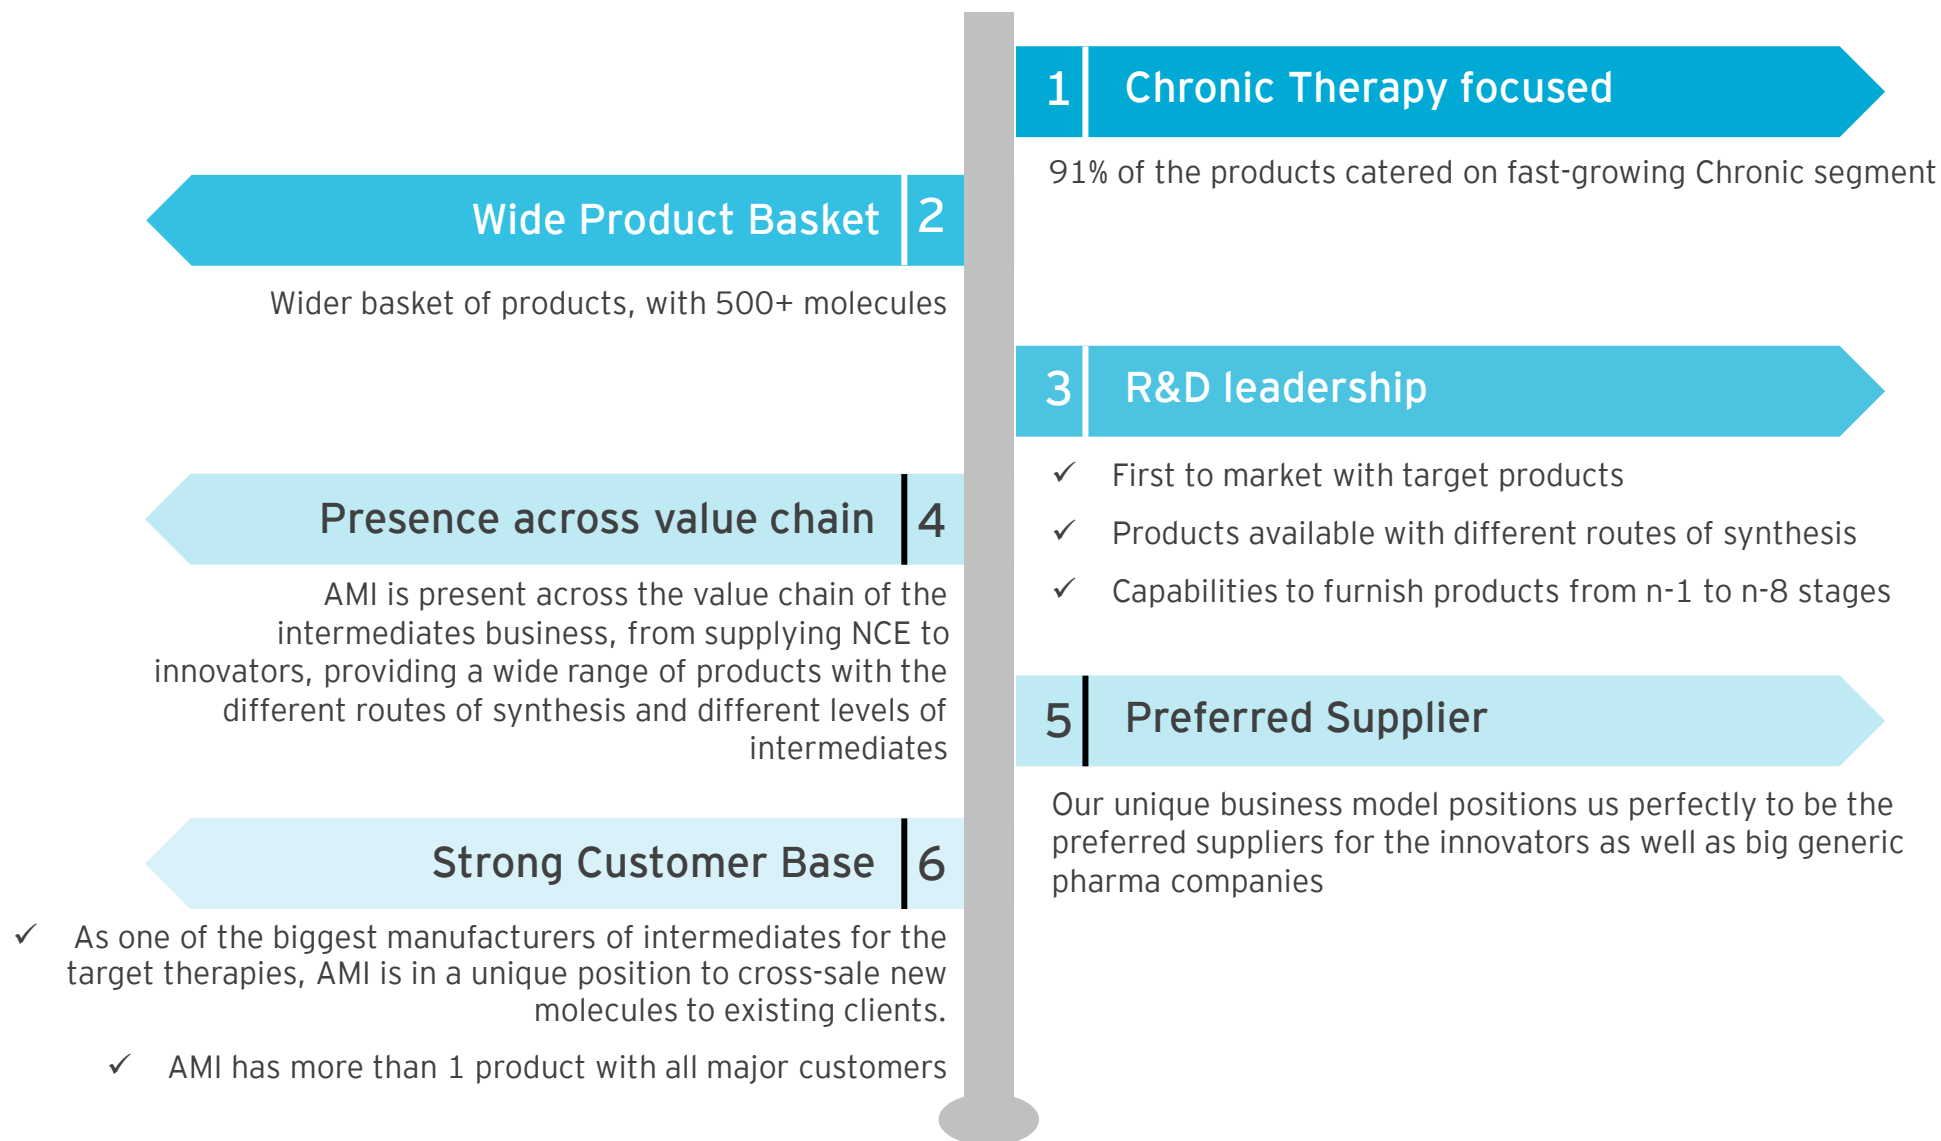 1 Chronic Therapy focused
91% of the products catered on fast-growing Chronic segment
Wide Product Basket 2
Wider basket of products, with 500+ molecules
3 R&D leadership
✓ First to market with target products
✓ Products available with different routes of synthesis
✓ Capabilities to furnish products from n-1 to n-8 stages
Presence across value chain 4
AMI is present across the value chain of the
intermediates business, from supplying NCE to
innovators, providing a wide range of products with the
different routes of synthesis and different levels of
intermediates
5 Preferred Supplier
Our unique business model positions us perfectly to be the
preferred suppliers for the innovators as well as big generic
pharma companies
Strong Customer Base 6
✓ As one of the biggest manufacturers of intermediates for the
target therapies, AMI is in a unique position to cross-sale new
molecules to existing clients.
✓ AMI has more than 1 product with all major customers